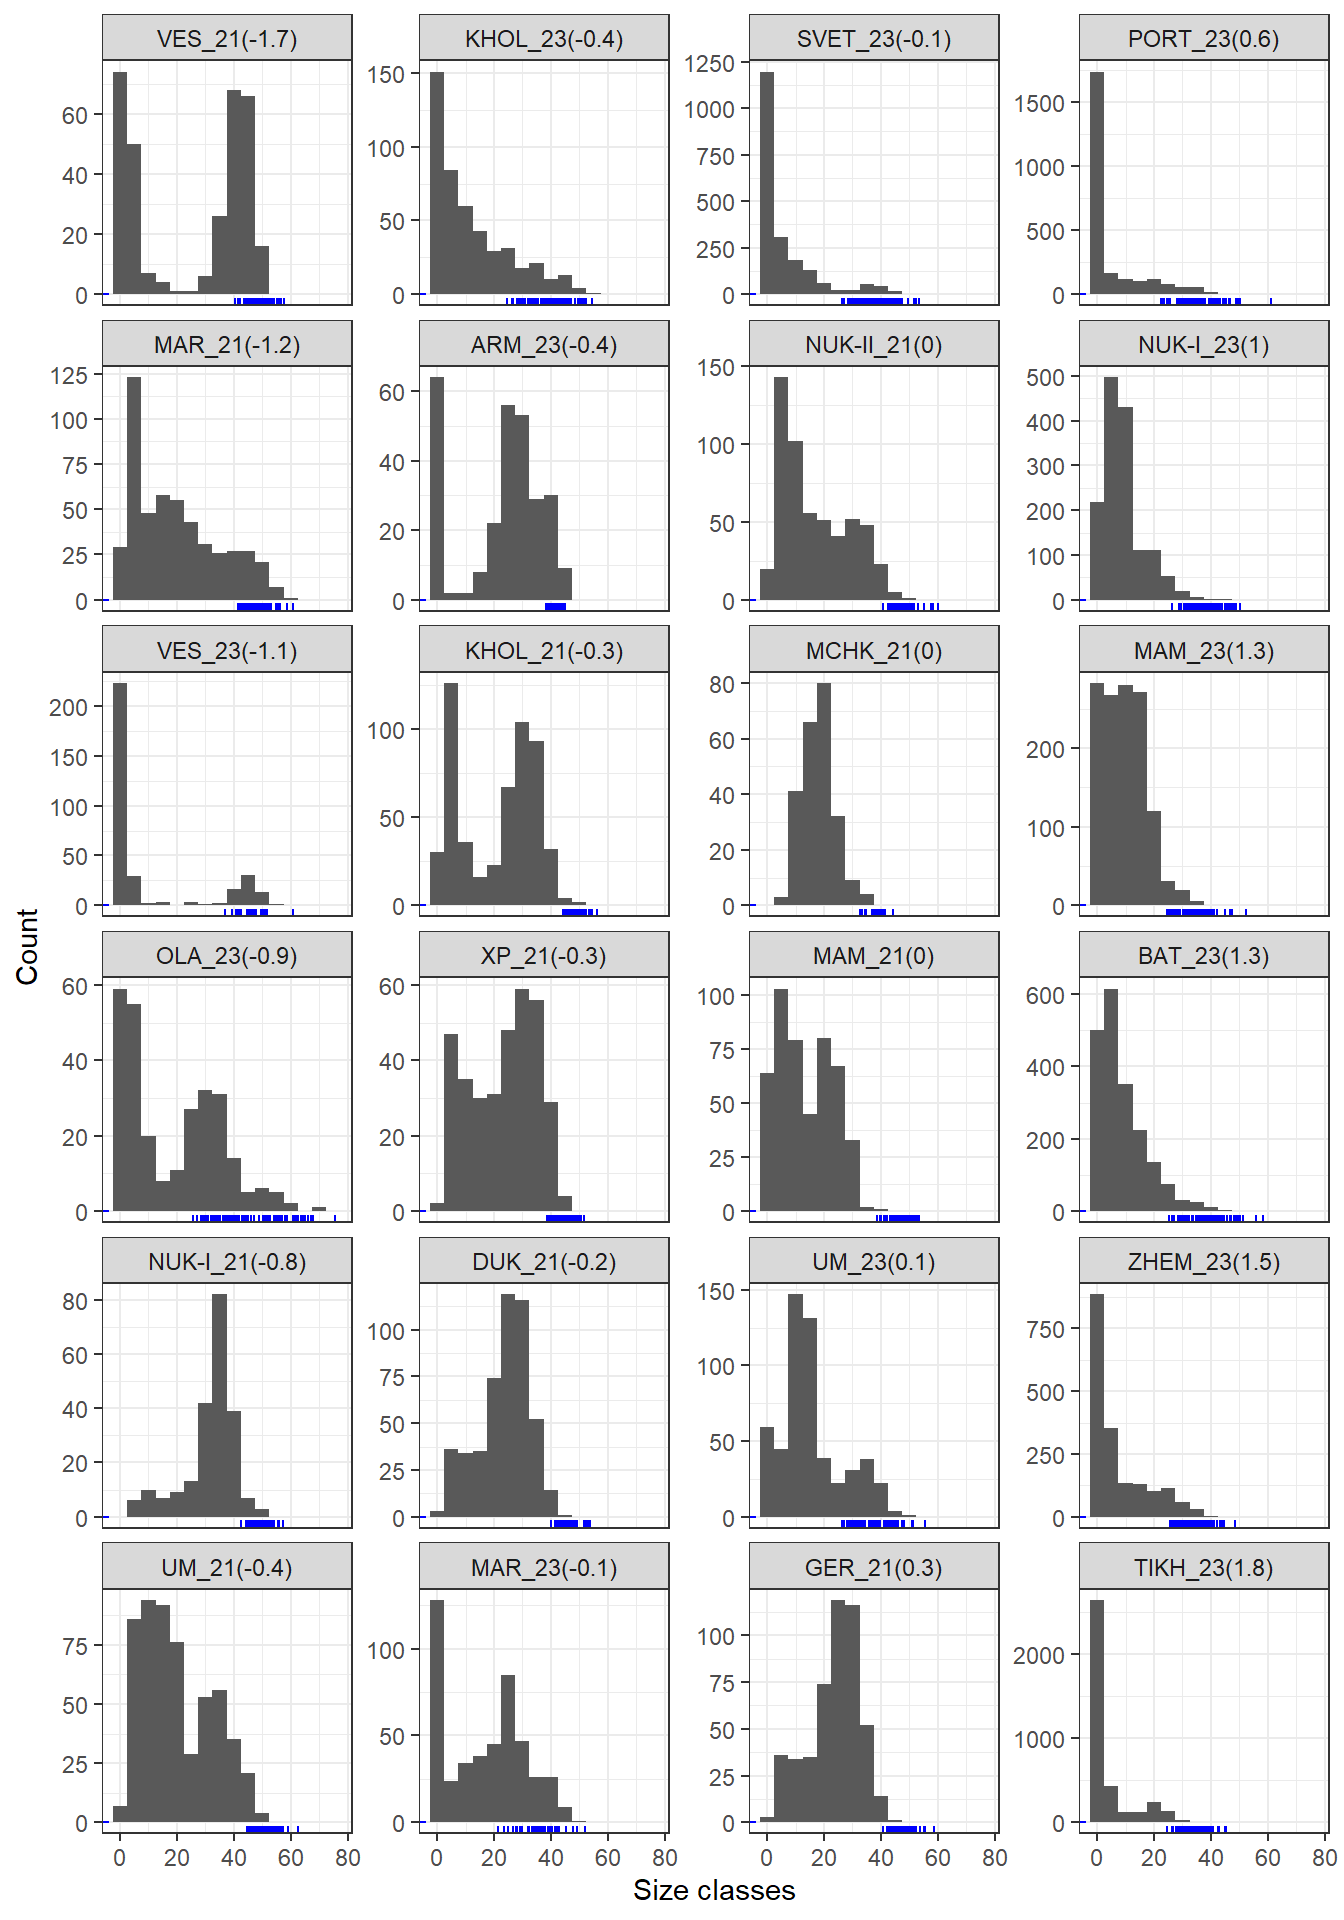 VES_21(-1.7) KHOL_23(-0.4) SVET_23(-0.1) PORT_23(0.6)
0 20 40 60
0 50 100 150
0 250 500 750 1000 1250
0 500 1000 1500
MAR_21(-1.2) ARM_23(-0.4) NUK-II_21(0) NUK-I_23(1)
0 25 50 75 100 125
0 20 40 60
0 50 100 150
0 100 200 300 400 500
VES_23(-1.1) KHOL_21(-0.3) MCHK_21(0) MAM_23(1.3)
0 50 100 150 200
0 50 100
0 20 40 60 80
0 100 200
OLA_23(-0.9) XP_21(-0.3) MAM_21(0) BAT_23(1.3)
0 20 40 60
0 20 40 60
0 25 50 75 100
0 200 400 600
NUK-I_21(-0.8) DUK_21(-0.2) UM_23(0.1) ZHEM_23(1.5)
0 20 40 60 80
0 25 50 75 100
0 50 100 150
0 250 500 750
UM_21(-0.4) MAR_23(-0.1) GER_21(0.3) TIKH_23(1.8)
0 25 50 75
0 50 100
0 25 50 75 100
0 1000 2000
0 20 40 60 80 0 20 40 60 80 0 20 40 60 80 0 20 40 60 80
Size classes
Count